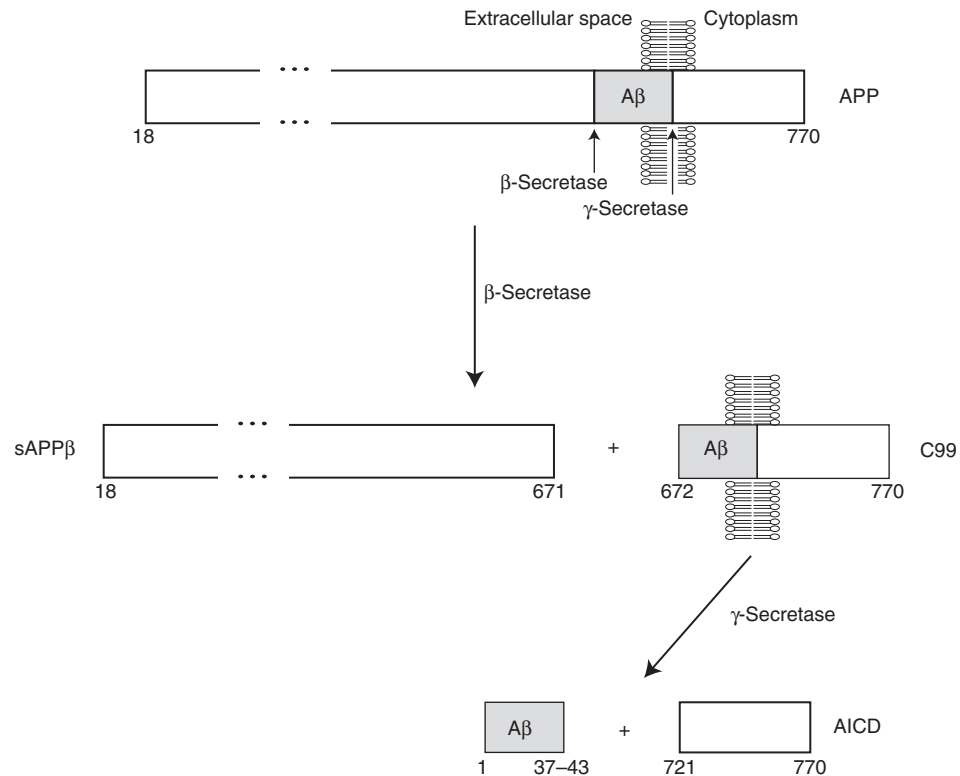 Extracellular space Cytoplasm
... 
Aβ
APP
...
18
770
β-Secretase
γ-Secretase
β-Secretase
...
sAPPβ
+
Aβ
C99
...
18
671
672
770
γ-Secretase
Aβ
+
AICD
1
37–43
721
770